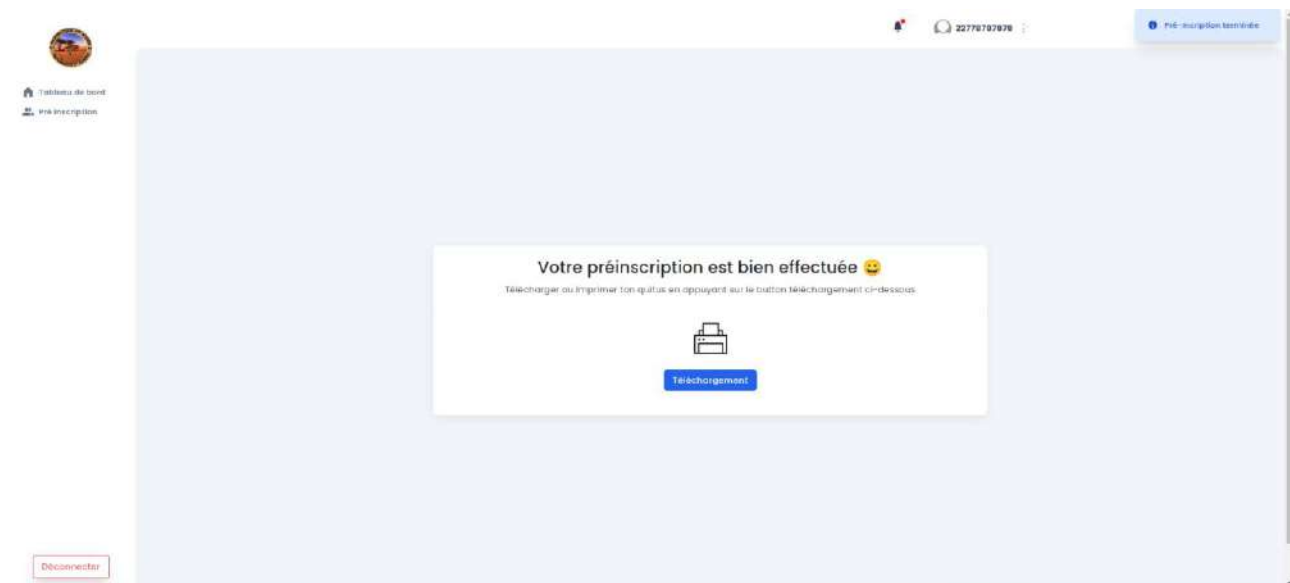 22778787878
Pré-inscription terminée
Tableau de bord
Pré inscription
Votre préinscription est bien effectuée 😀
Télécharger ou Imprimer ton quitus en appuyant sur le button téléchargement ci-dessous
Téléchargement
Déconnecter